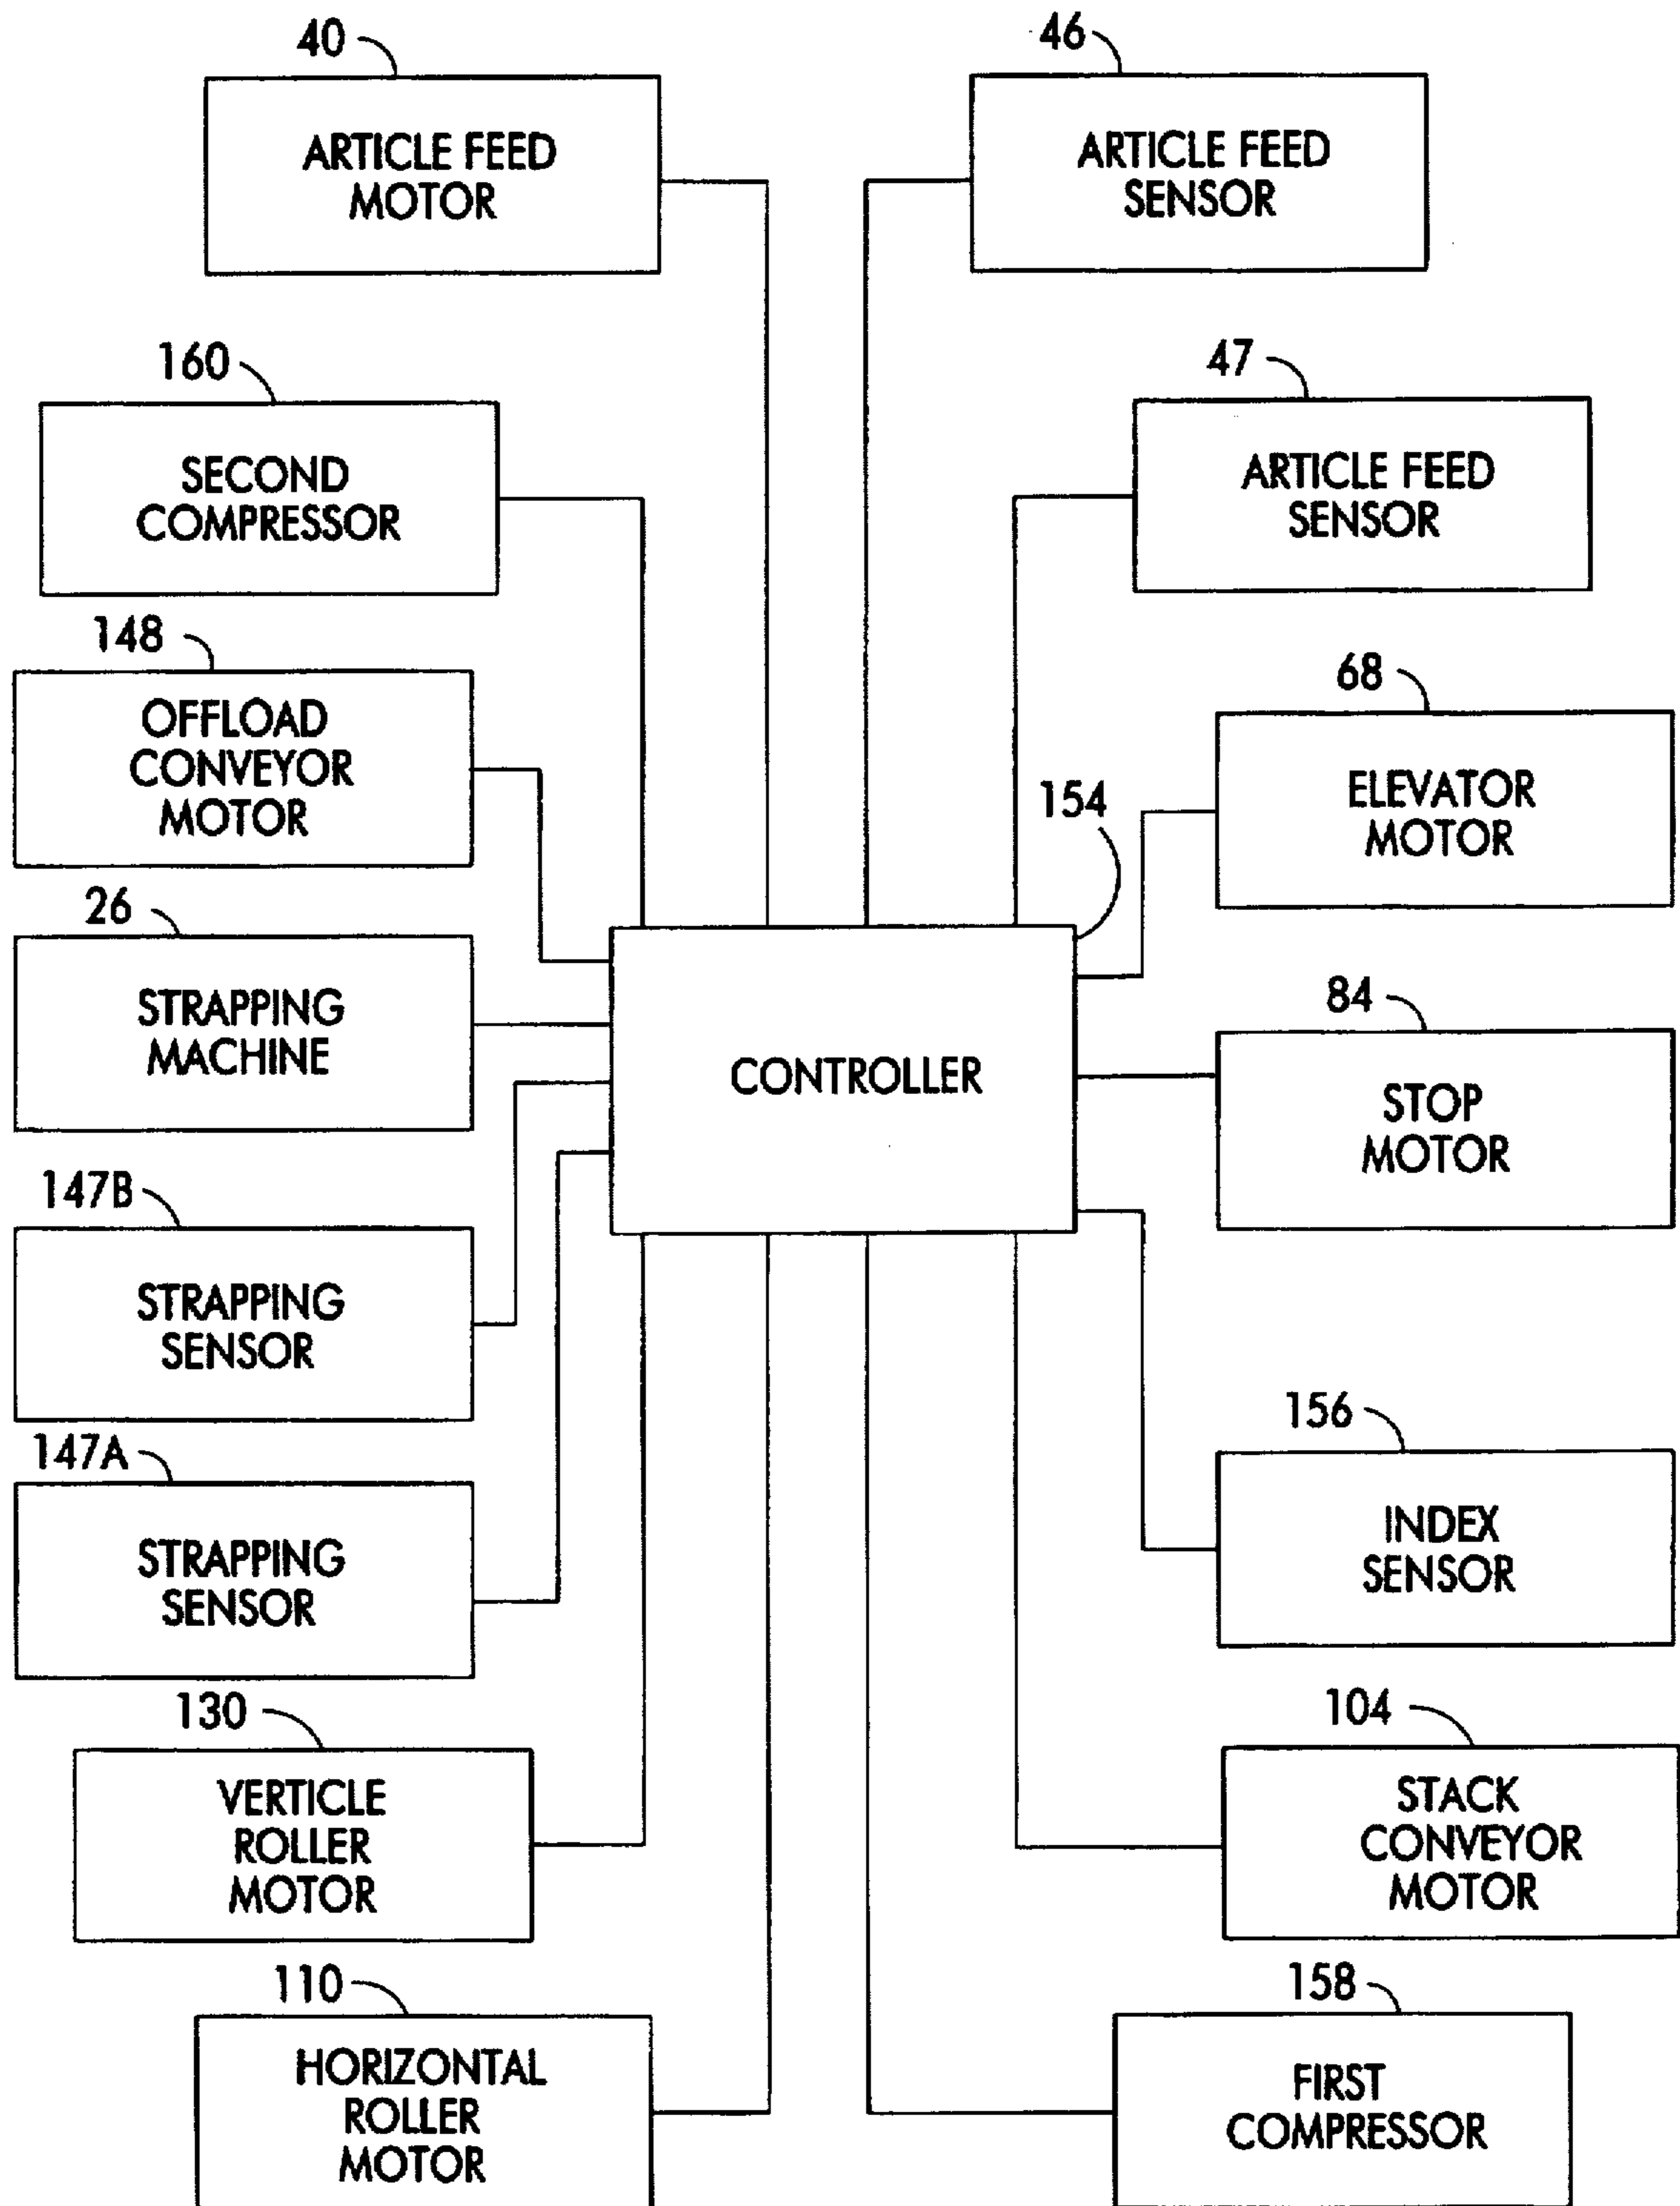 40
ARTICLE FEED
MOTOR
46
ARTICLE FEED
SENSOR
160
SECOND
COMPRESSOR
47
ARTICLE FEED
SENSOR
148
OFFLOAD
CONVEYOR
MOTOR
68
ELEVATOR
MOTOR
154
CONTROLLER
26
STRAPPING
MACHINE
84
STOP
MOTOR
147B
STRAPPING
SENSOR
156
INDEX
SENSOR
147A
STRAPPING
SENSOR
130
VERTICLE
ROLLER
MOTOR
104
STACK
CONVEYOR
MOTOR
110
HORIZONTAL
ROLLER
MOTOR
158
FIRST
COMPRESSOR